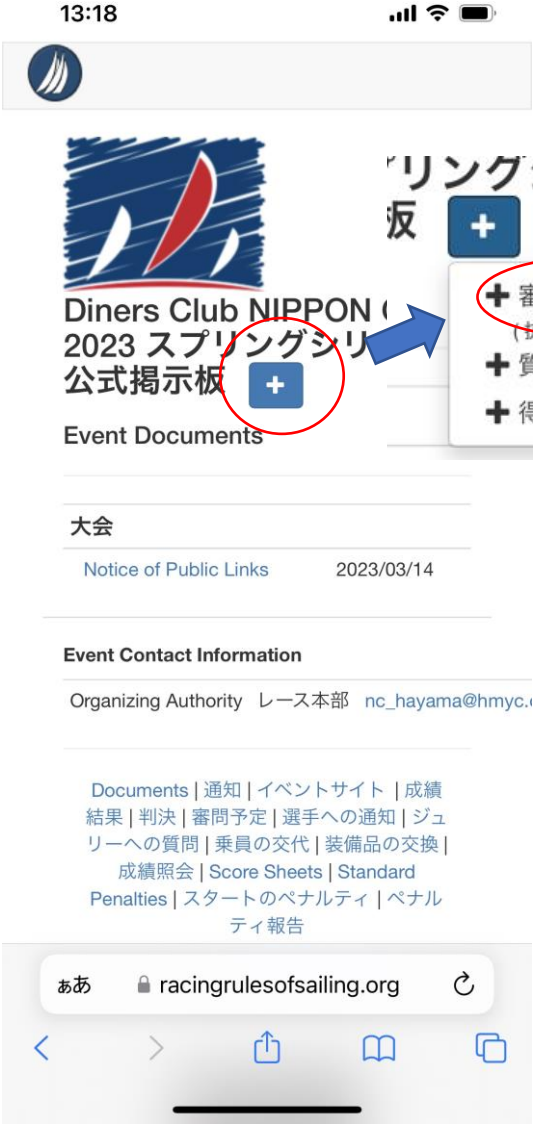 13:18
Diners Club NIPPON
2023 スプリングシリ
公式掲示板 +
Event Documents
リング
板 +
+ 審
+ 質
+ 得
大会
Notice of Public Links 2023/03/14
Event Contact Information
Organizing Authority レース本部 nc_hayama@hmyc.
Documents | 通知 | イベントサイト | 成績
結果 | 判決 | 審問予定 | 選手への通知 | ジュ
リーへの質問 | 乗員の交代 | 装備品の交換 |
成績照会 | Score Sheets | Standard
Penalties | スタートのペナルティ | ペナル
ティ報告
ぁあ racingrulesofsailing.org